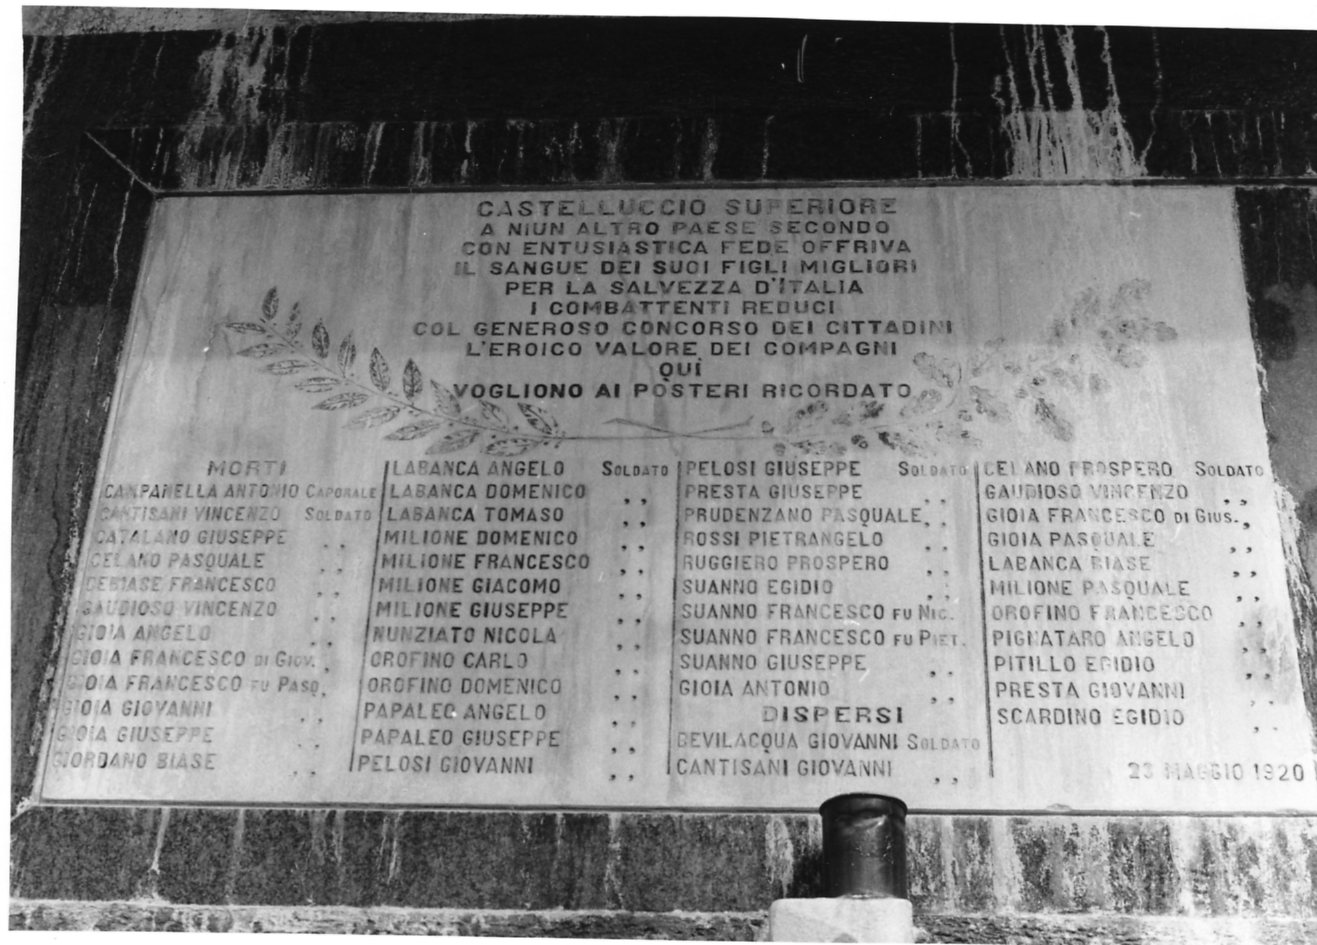 CASTELLUCCIO SUPERIORE
A NIUN ALTRO PAESE SECONDO
CON ENTUSIASTICA FEDE OFFRIVA
IL SANGUE DEI SUOI FIGLI MIGLIORI
PER LA SALVEZZA D'ITALIA
I COMBATTENTI REDUCI
COL GENEROSO CONCORSO DEI CITTADINI
L'EROICO VALORE DEI COMPAGNI
QUI
VOGLIONO AI POSTERI RICORDATO
MORTI
CAMPANELLA ANTONIO CAPORALE
CANTISANI VINCENZO SOLDATO
CATALANO GIUSEPPE ,,
CELANO PASQUALE ,,
DEBIASE FRANCESCO ,,
GAUDIOSO VINCENZO ,,
GIOIA ANGELO ,,
GIOIA FRANCESCO DI GIOV. ,,
GIOIA FRANCESCO FU PASQ. ,,
GIOIA GIOVANNI ,,
GIOIA GIUSEPPE ,,
GIORDANO BIASE ,,
LABANCA ANGELO SOLDATO
LABANCA DOMENICO ,,
LABANCA TOMASO ,,
MILIONE DOMENICO ,,
MILIONE FRANCESCO ,,
MILIONE GIACOMO ,,
MILIONE GIUSEPPE ,,
NUNZIATO NICOLA ,,
OROFINO CARLO ,,
OROFINO DOMENICO ,,
PAPALEO ANGELO ,,
PAPALEO GIUSEPPE ,,
PELOSI GIOVANNI ,,
PELOSI GIUSEPPE SOLDATO
PRESTA GIUSEPPE ,,
PRUDENZANO PASQUALE ,,
ROSSI PIETRANGELO ,,
RUGGIERO PROSPERO ,,
SUANNO EGIDIO ,,
SUANNO FRANCESCO FU NIC. ,,
SUANNO FRANCESCO FU PIET. ,,
SUANNO GIUSEPPE ,,
GIOIA ANTONIO ,,
DISPERSI
BEVILACQUA GIOVANNI SOLDATO
CANTISANI GIOVANNI ,,
CELANO PROSPERO SOLDATO
GAUDIOSO VINCENZO ,,
GIOIA FRANCESCO DI GIUS. ,,
GIOIA PASQUALE ,,
LABANCA BIASE ,,
MILIONE PASQUALE ,,
OROFINO FRANCESCO ,,
PIGNATARO ANGELO ,,
PITILLO EGIDIO ,,
PRESTA GIOVANNI ,,
SCARDINO EGIDIO ,,
23 MAGGIO 1920